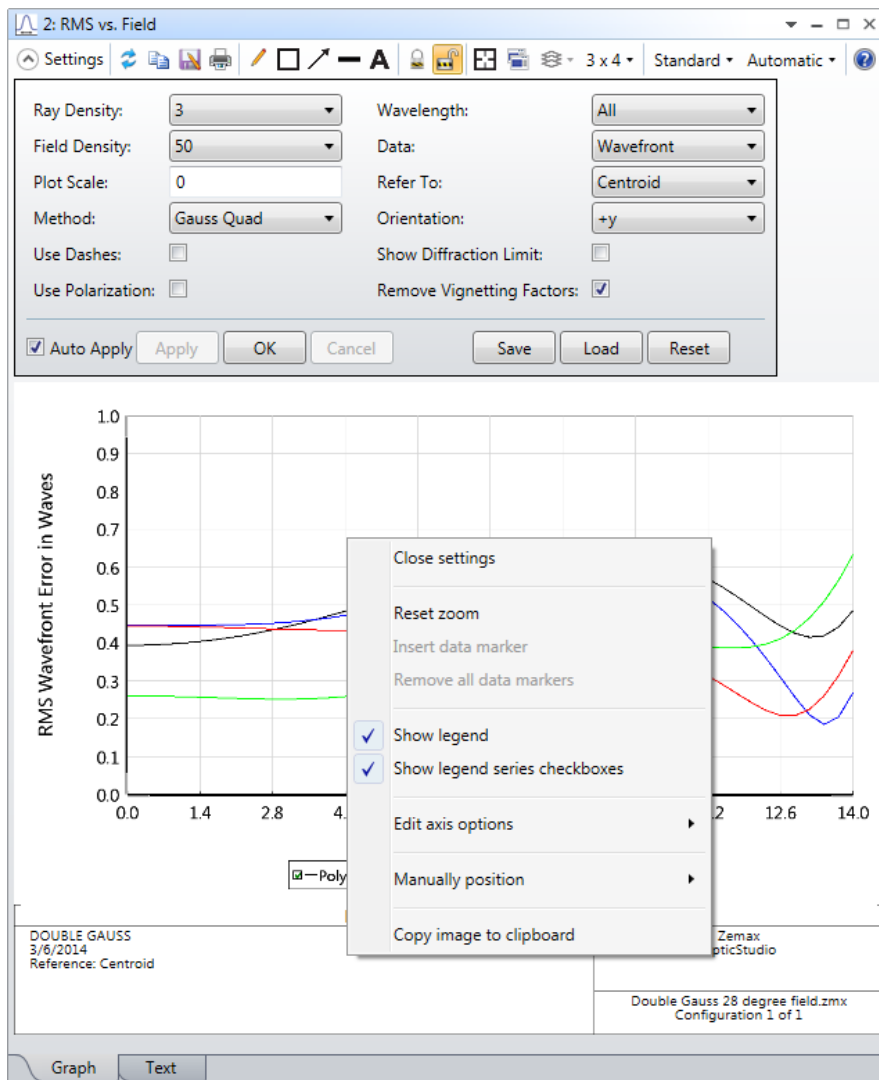 2: RMS vs. Field
Settings A 3 x 4 Standard Automatic ?
Ray Density: 3 Wavelength: All
Field Density: 50 Data: Wavefront
Plot Scale: 0 Refer To: Centroid
Method: Gauss Quad Orientation: +y
Use Dashes: Show Diffraction Limit:
Use Polarization: Remove Vignetting Factors:
Auto Apply Apply OK Cancel Save Load Reset
RMS Wavefront Error in Waves
1.0
0.9
0.8
0.7
0.6
0.5
0.4
0.3
0.2
0.1
0.0
0.0 1.4 2.8 4. .2 12.6 14.0
Close settings
Reset zoom
Insert data marker
Remove all data markers
Show legend
Show legend series checkboxes
Edit axis options
Manually position
Copy image to clipboard
Poly
DOUBLE GAUSS
3/6/2014
Reference: Centroid
Zemax
pticStudio
Double Gauss 28 degree field.zmx
Configuration 1 of 1
Graph Text